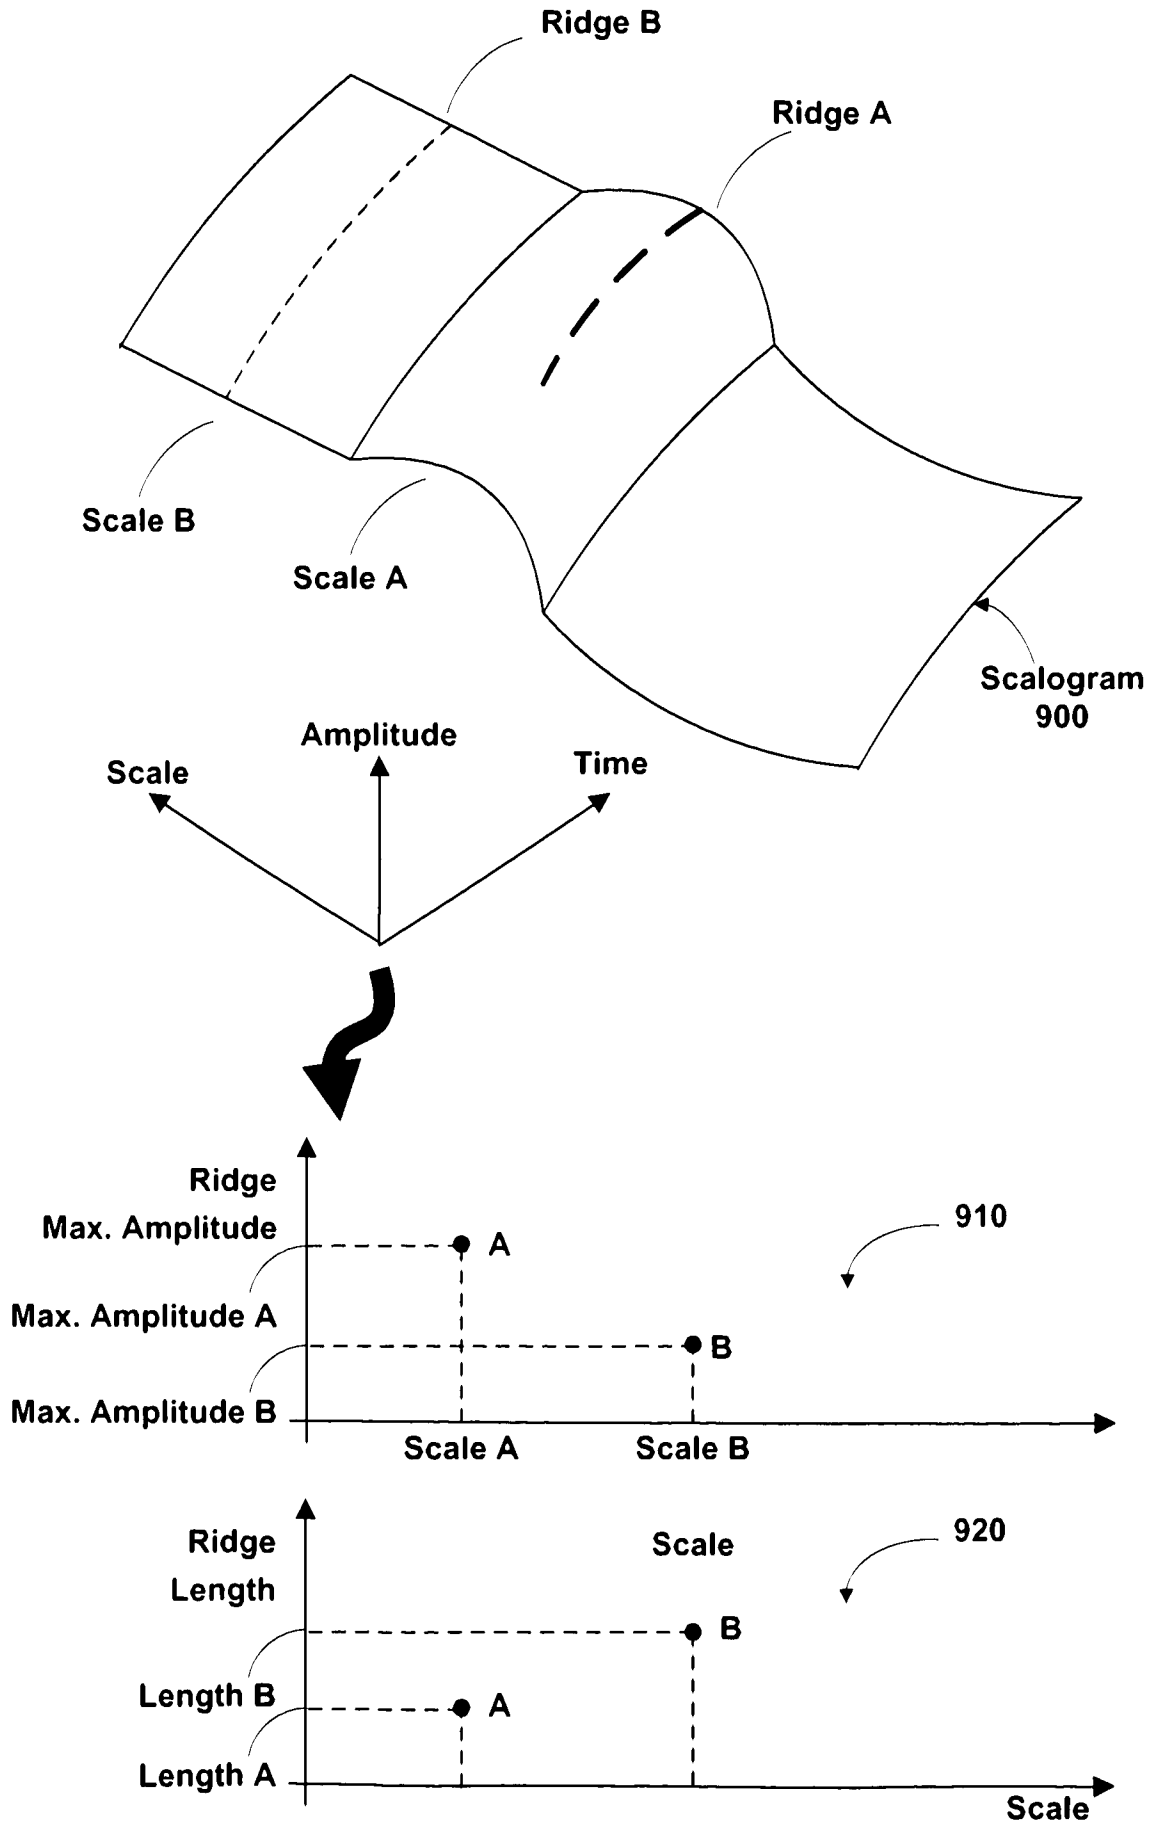 Ridge B
Ridge A
Scale B
Scale A
Scalogram
900
Amplitude
Scale
Time
Ridge
Max. Amplitude
910
A
Max. Amplitude A
B
Max. Amplitude B
Scale A
Scale B
Ridge
Length
Scale
920
B
Length B
A
Length A
Scale